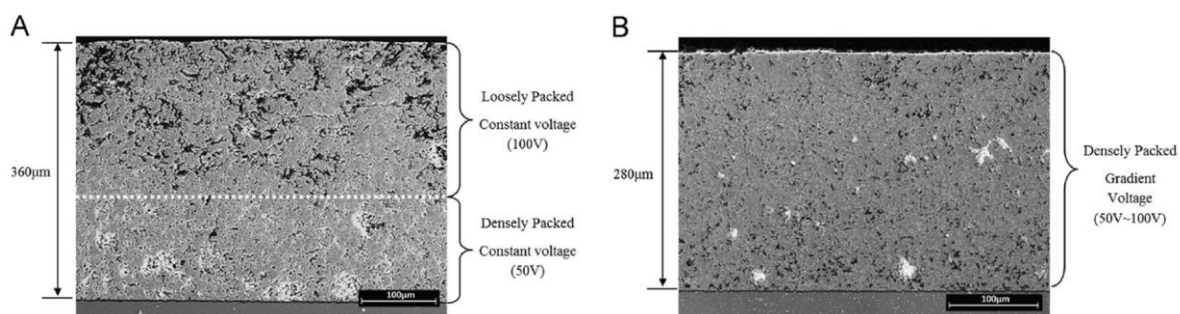 A
360μm
Loosely Packed
Constant voltage
(100V)
Densely Packed
Constant voltage
(50V)
100μm
B
280μm
Densely Packed
Gradient
Voltage
(50V~100V)
100μm